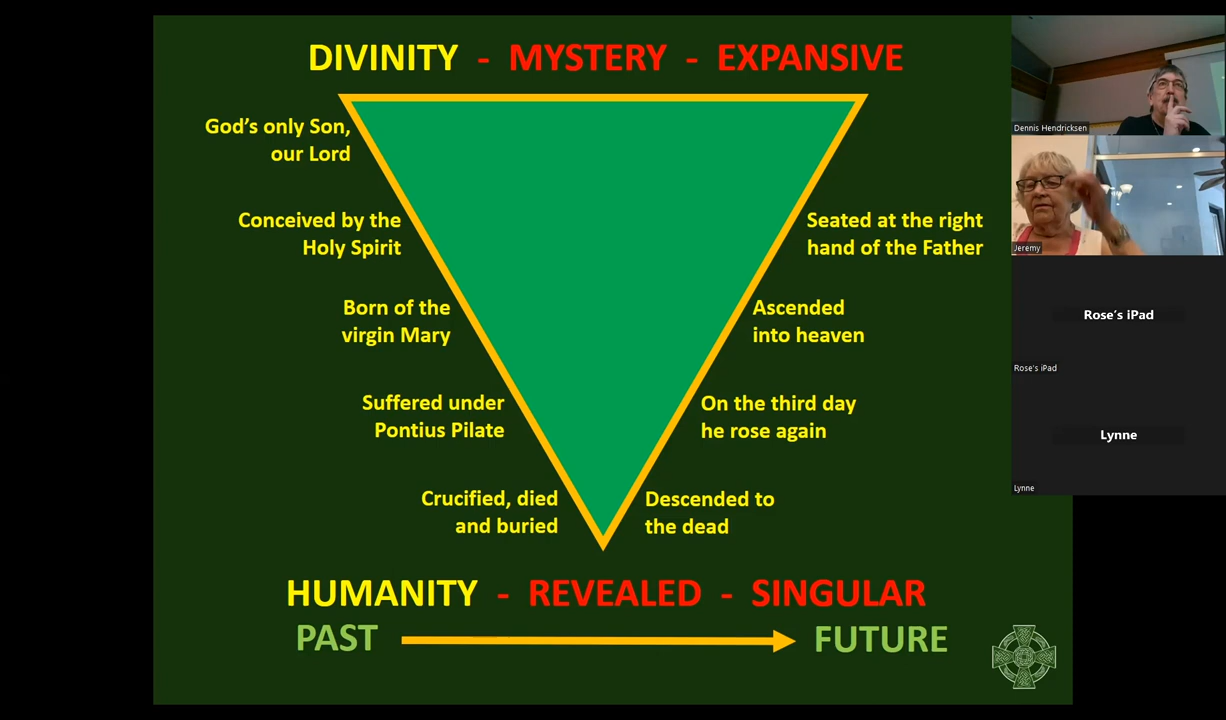 DIVINITY - MYSTERY - EXPANSIVE
God's only Son,
our Lord
Conceived by the
Holy Spirit
Born of the
virgin Mary
Suffered under
Pontius Pilate
Crucified, died
and buried
Descended to
the dead
On the third day
he rose again
Ascended
into heaven
Seated at the right
hand of the Father
HUMANITY - REVEALED - SINGULAR
PAST
FUTURE
Dennis Hendricksen
Jeremy
Rose's iPad
Rose's iPad
Lynne
Lynne